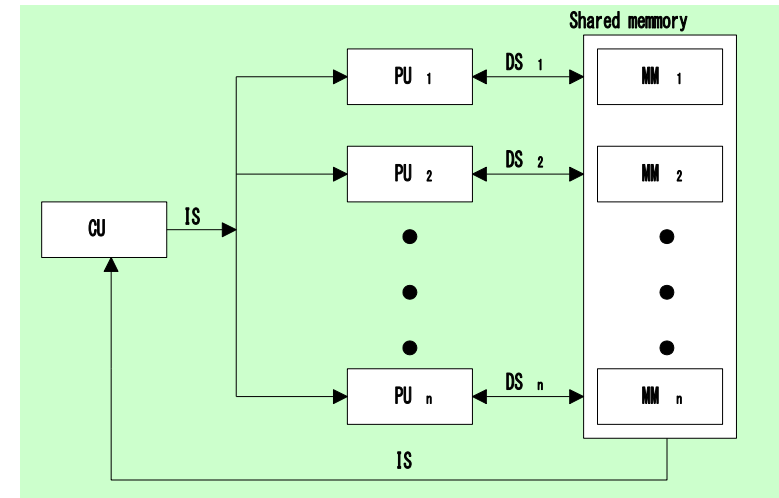 Shared memmory
PU 1
DS 1
MM 1
PU 2
DS 2
MM 2
CU
IS
PU n
DS n
MM n
IS